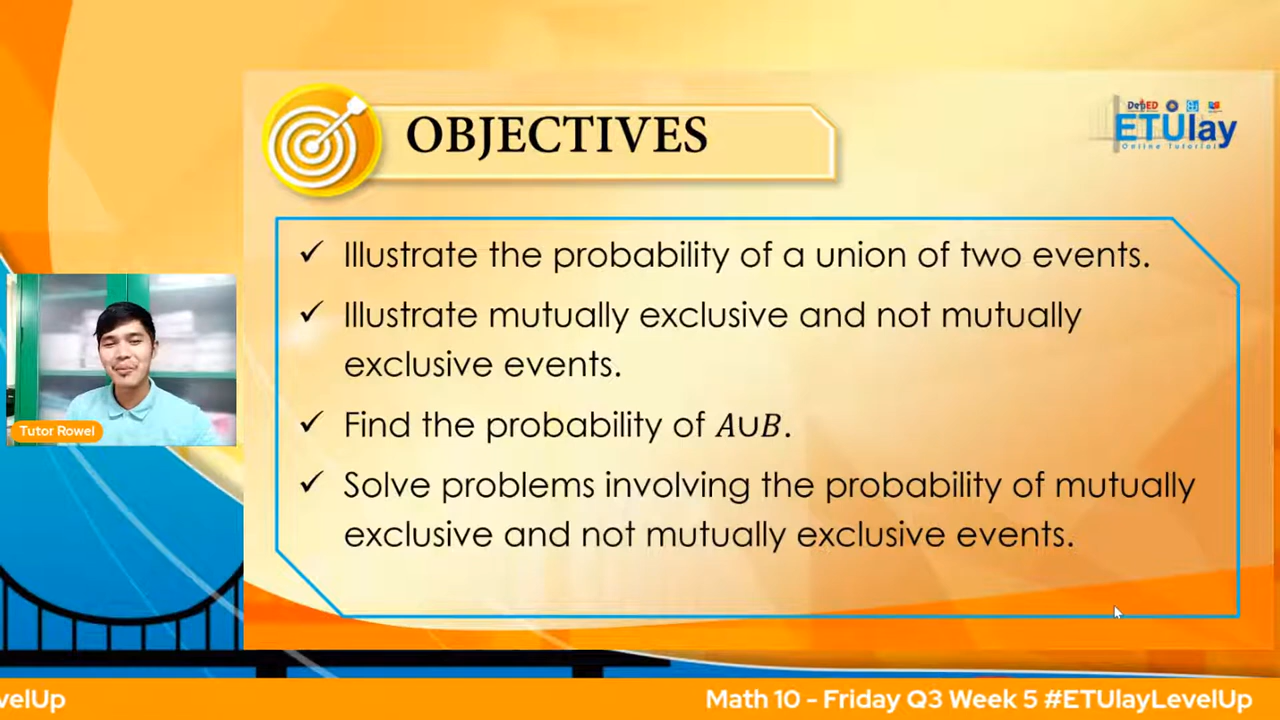 OBJECTIVES
DepED
ETUlay
Online Tutorial
✓ Illustrate the probability of a union of two events.
✓ Illustrate mutually exclusive and not mutually
exclusive events.
✓ Find the probability of A∪B.
✓ Solve problems involving the probability of mutually
exclusive and not mutually exclusive events.
Tutor Rowel
velUp
Math 10 - Friday Q3 Week 5 #ETUlayLevelUp